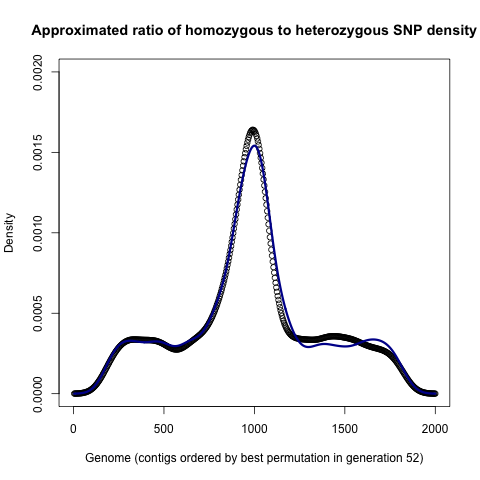 Approximated ratio of homozygous to heterozygous SNP density
0.0020
0.0015
0.0010
0.0005
0.0000
Density
0 500 1000 1500 2000
Genome (contigs ordered by best permutation in generation 52)